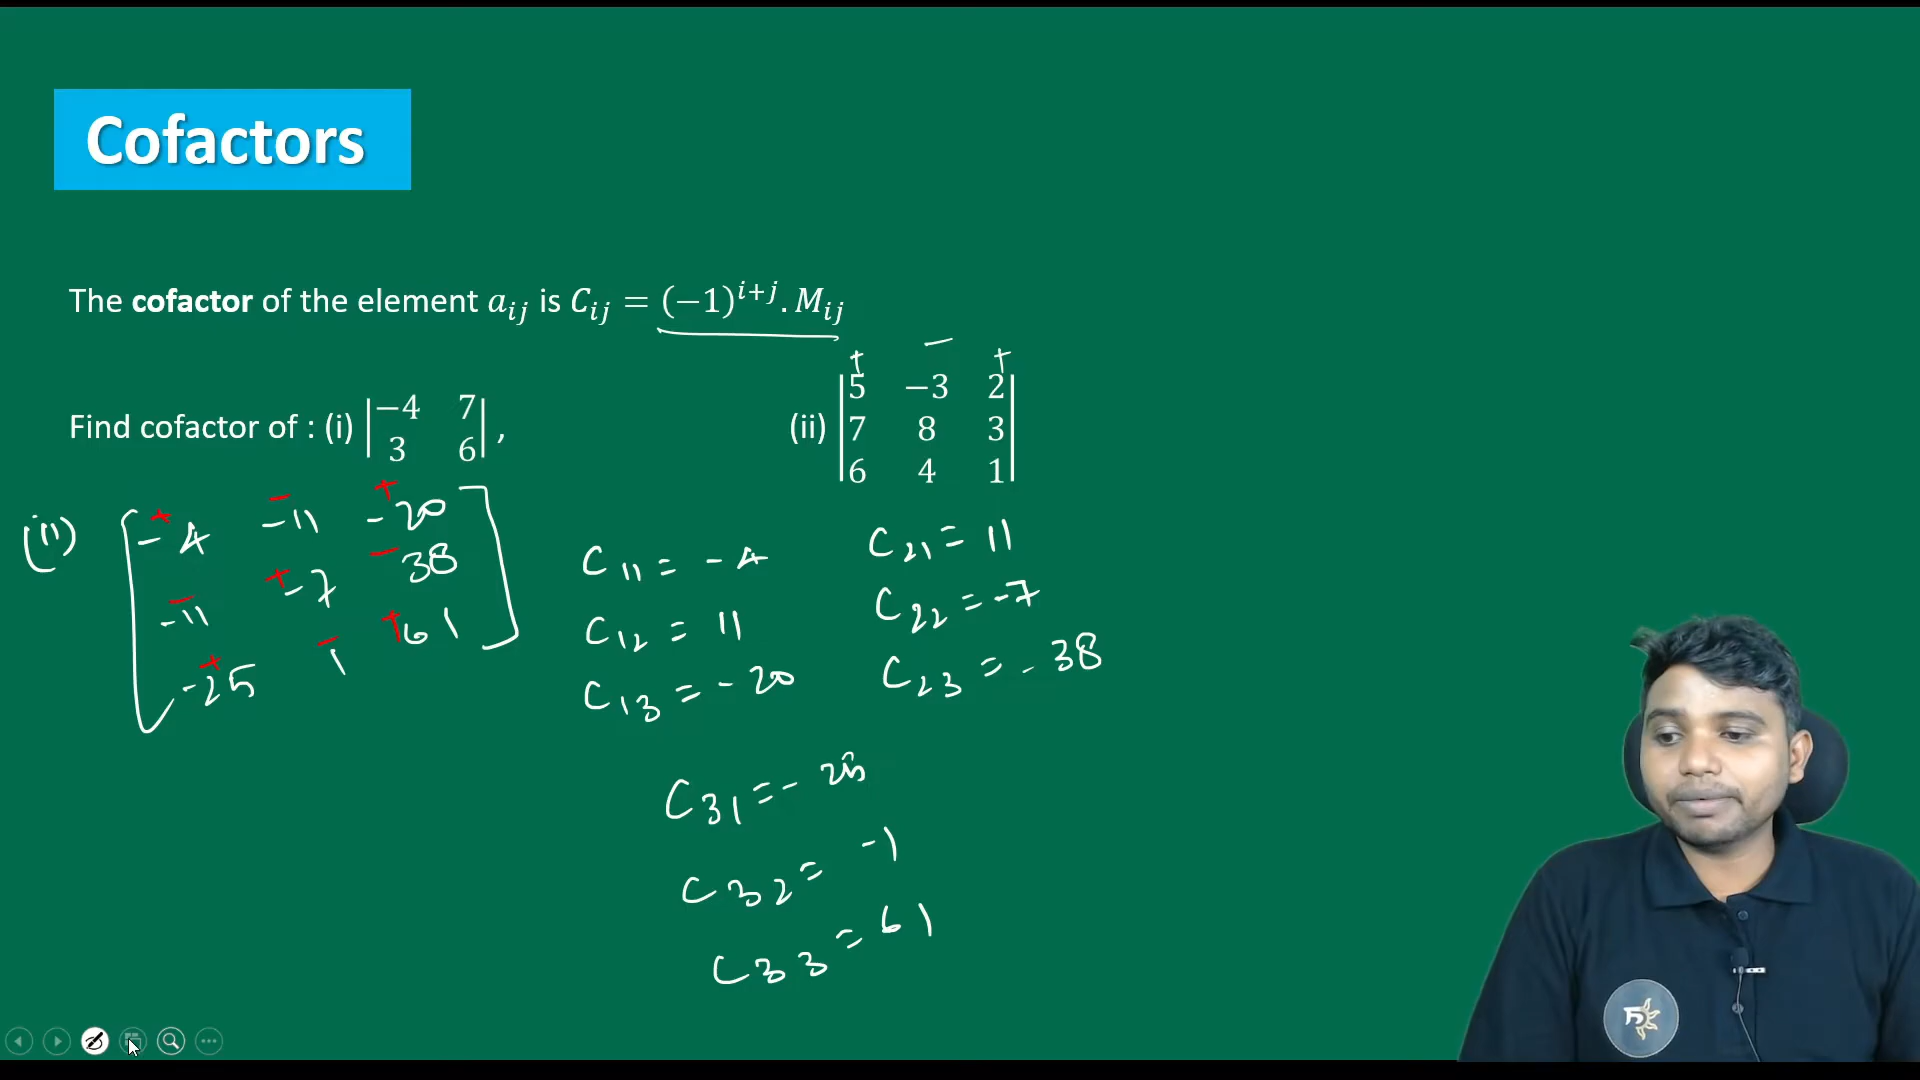 Cofactors
The cofactor of the element aᵢⱼ is Cᵢⱼ = (−1)ⁱ⁺ʲ. Mᵢⱼ
+ − +
Find cofactor of : (i) |−4 7| ,
|3 6|
(ii) |5 −3 2|
|7 8 3|
|6 4 1|
(ii)
+ − +
-4 -11 -20
− + −
-11 -7 38
+ − +
-25 1 61
C₁₁ = -4
C₁₂ = 11
C₁₃ = -20
C₂₁ = 11
C₂₂ = -7
C₂₃ = -38
C₃₁ = -25
C₃₂ = -1
C₃₃ = 61